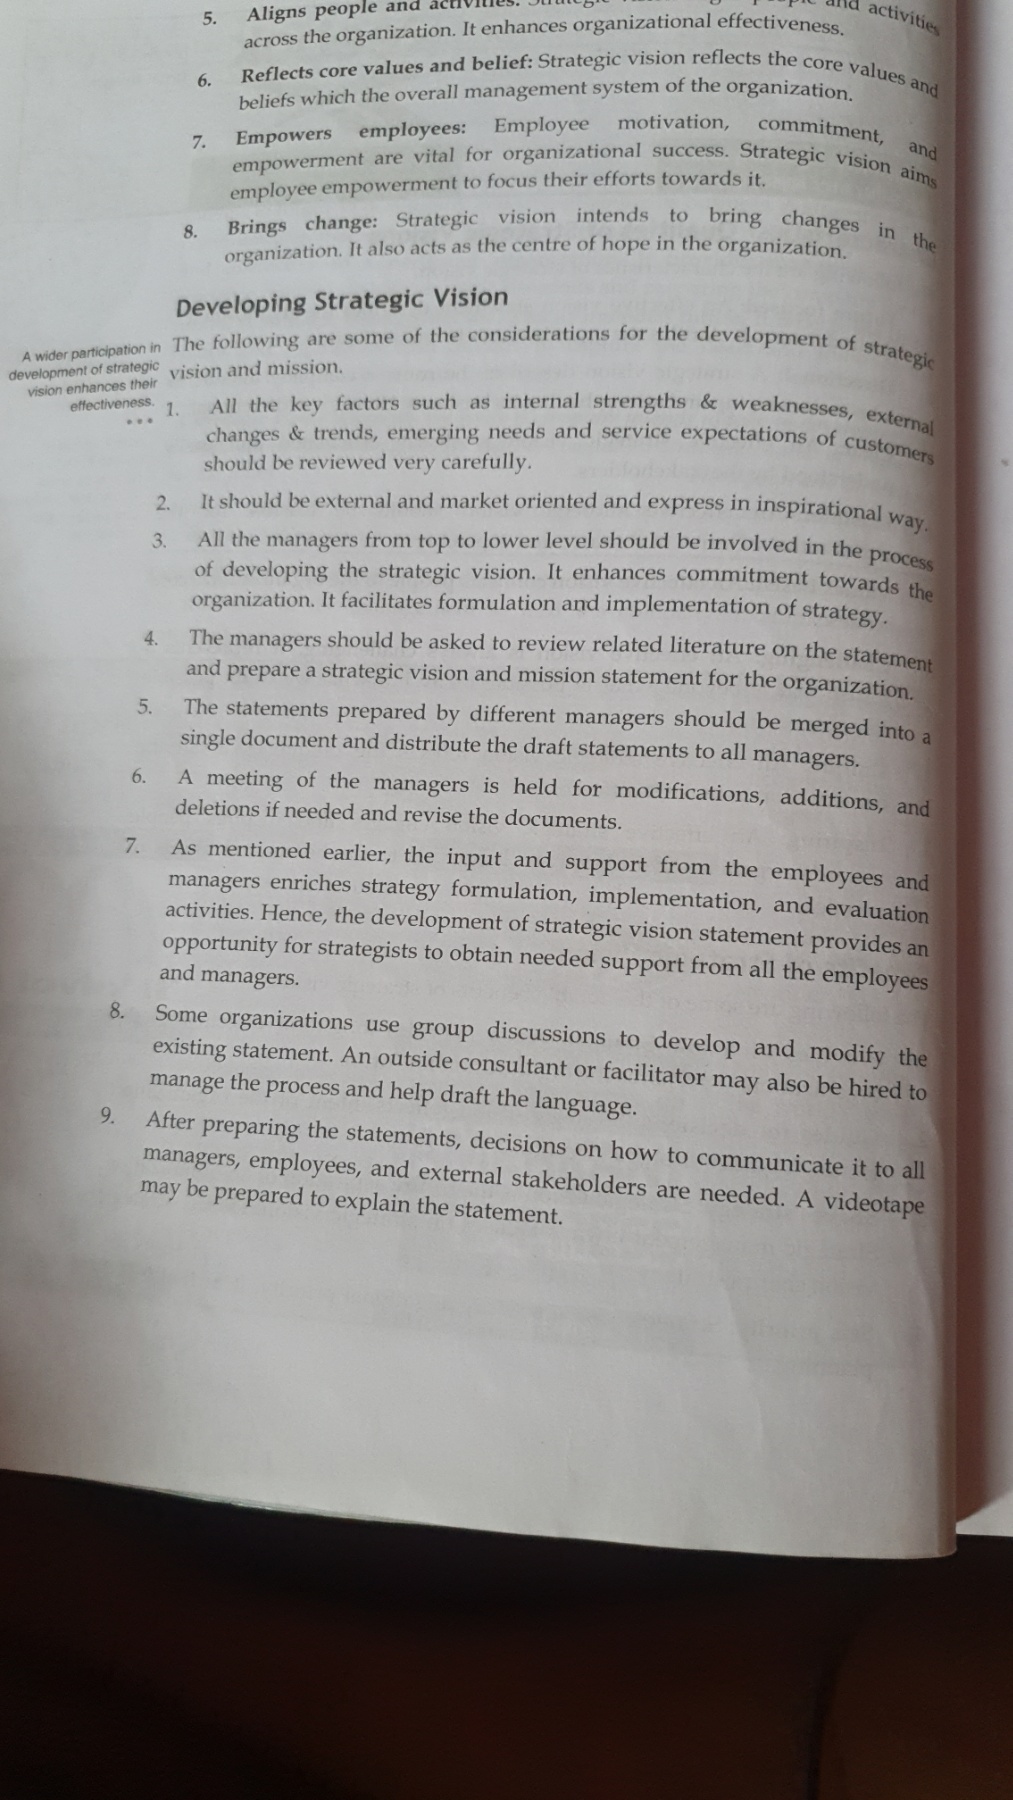 5. Aligns people and activities. and activities
across the organization. It enhances organizational effectiveness.
6. Reflects core values and belief: Strategic vision reflects the core values and
beliefs which the overall management system of the organization.
7. Empowers employees: Employee motivation, commitment, and
empowerment are vital for organizational success. Strategic vision aims
employee empowerment to focus their efforts towards it.
8. Brings change: Strategic vision intends to bring changes in the
organization. It also acts as the centre of hope in the organization.
Developing Strategic Vision
A wider participation in
development of strategic
vision enhances their
effectiveness.
The following are some of the considerations for the development of strategic
vision and mission.
1. All the key factors such as internal strengths & weaknesses, external
changes & trends, emerging needs and service expectations of customers
should be reviewed very carefully.
2. It should be external and market oriented and express in inspirational way.
3. All the managers from top to lower level should be involved in the process
of developing the strategic vision. It enhances commitment towards the
organization. It facilitates formulation and implementation of strategy.
4. The managers should be asked to review related literature on the statement
and prepare a strategic vision and mission statement for the organization.
5. The statements prepared by different managers should be merged into a
single document and distribute the draft statements to all managers.
6. A meeting of the managers is held for modifications, additions, and
deletions if needed and revise the documents.
7. As mentioned earlier, the input and support from the employees and
managers enriches strategy formulation, implementation, and evaluation
activities. Hence, the development of strategic vision statement provides an
opportunity for strategists to obtain needed support from all the employees
and managers.
8. Some organizations use group discussions to develop and modify the
existing statement. An outside consultant or facilitator may also be hired to
manage the process and help draft the language.
9. After preparing the statements, decisions on how to communicate it to all
managers, employees, and external stakeholders are needed. A videotape
may be prepared to explain the statement.